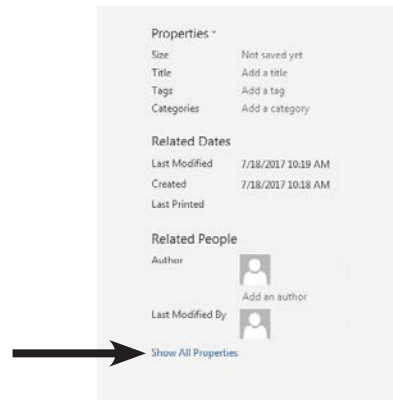 Properties
Size Not saved yet
Title Add a title
Tags Add a tag
Categories Add a category
Related Dates
Last Modified 7/18/2017 10:19 AM
Created 7/18/2017 10:18 AM
Last Printed
Related People
Author
Add an author
Last Modified By
Show All Properties